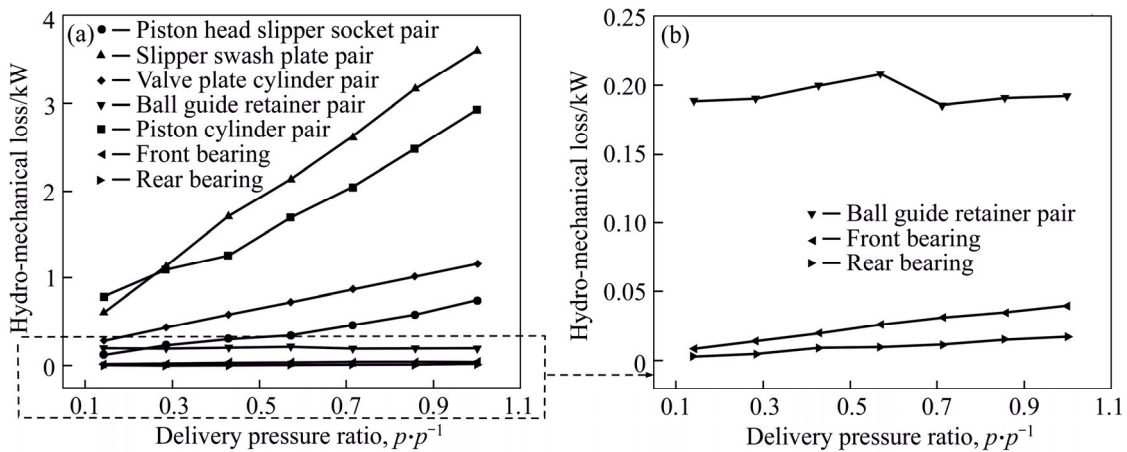 (a)
Piston head slipper socket pair
Slipper swash plate pair
Valve plate cylinder pair
Ball guide retainer pair
Piston cylinder pair
Front bearing
Rear bearing
Hydro-mechanical loss/kW
4
3
2
1
0
0.1 0.3 0.5 0.7 0.9 1.1
Delivery pressure ratio, p·p⁻¹
(b)
Ball guide retainer pair
Front bearing
Rear bearing
Hydro-mechanical loss/kW
0.25
0.20
0.15
0.10
0.05
0
0.1 0.3 0.5 0.7 0.9 1.1
Delivery pressure ratio, p·p⁻¹